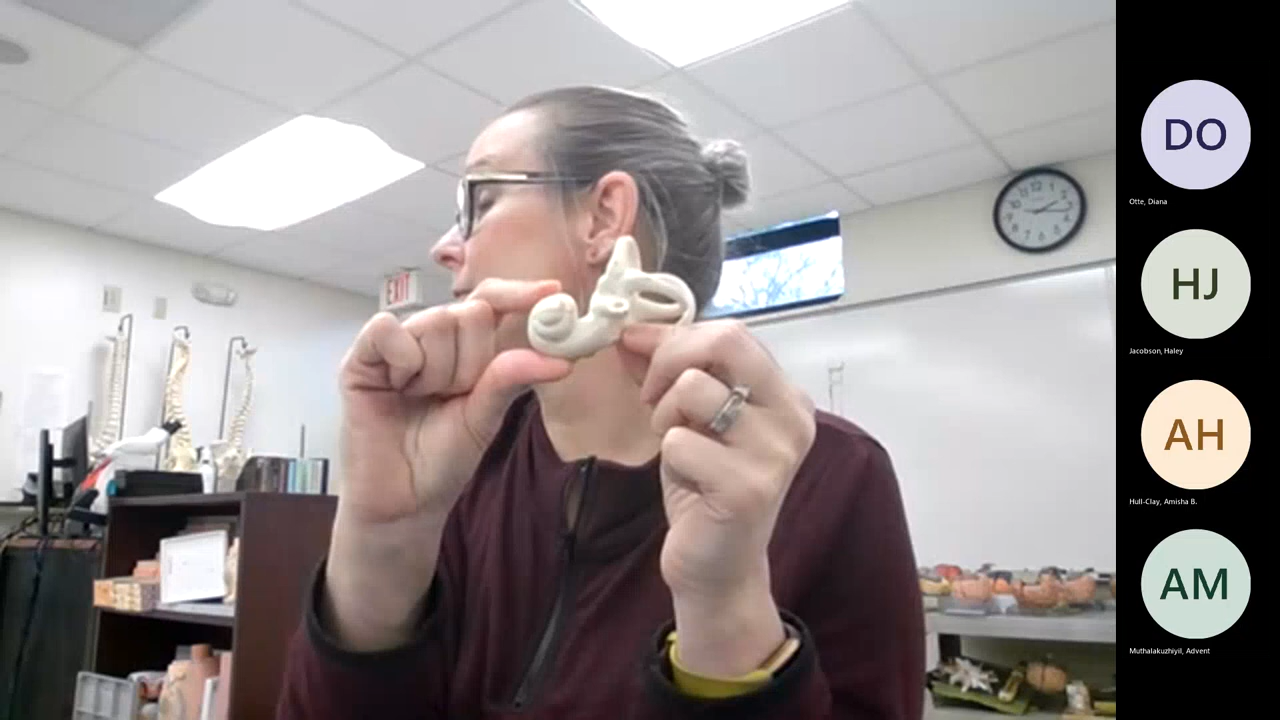 EXIT
DO
Otte, Diana
HJ
Jacobson, Haley
AH
Hull-Clay, Amisha B.
AM
Muthalakuzhiyil, Advent